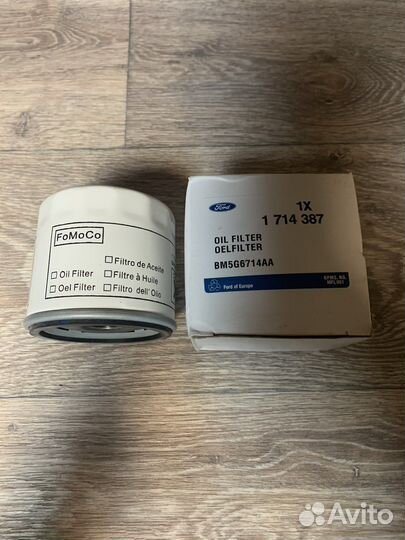 FoMoCo
Filtro de Aceite
Oil Filter
Filtre à Huile
Oel Filter
Filtro dell' Olio
Ford
1X
1 714 387
OIL FILTER
OELFILTER
BM5G6714AA
Ford of Europe
Avito